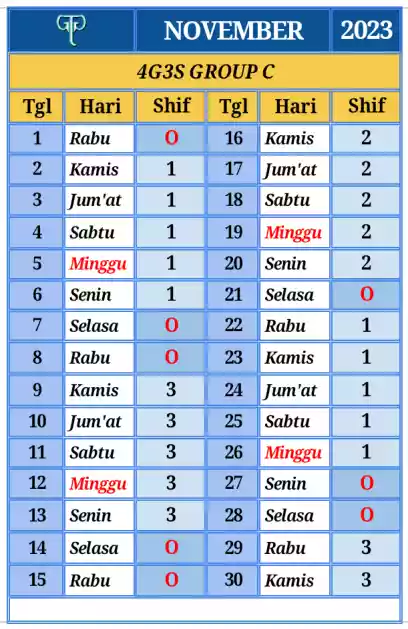 NOVEMBER 2023
4G3S GROUP C
Tgl Hari Shif Tgl Hari Shif
1 Rabu O 16 Kamis 2
2 Kamis 1 17 Jum'at 2
3 Jum'at 1 18 Sabtu 2
4 Sabtu 1 19 Minggu 2
5 Minggu 1 20 Senin 2
6 Senin 1 21 Selasa O
7 Selasa O 22 Rabu 1
8 Rabu O 23 Kamis 1
9 Kamis 3 24 Jum'at 1
10 Jum'at 3 25 Sabtu 1
11 Sabtu 3 26 Minggu 1
12 Minggu 3 27 Senin O
13 Senin 3 28 Selasa O
14 Selasa O 29 Rabu 3
15 Rabu O 30 Kamis 3